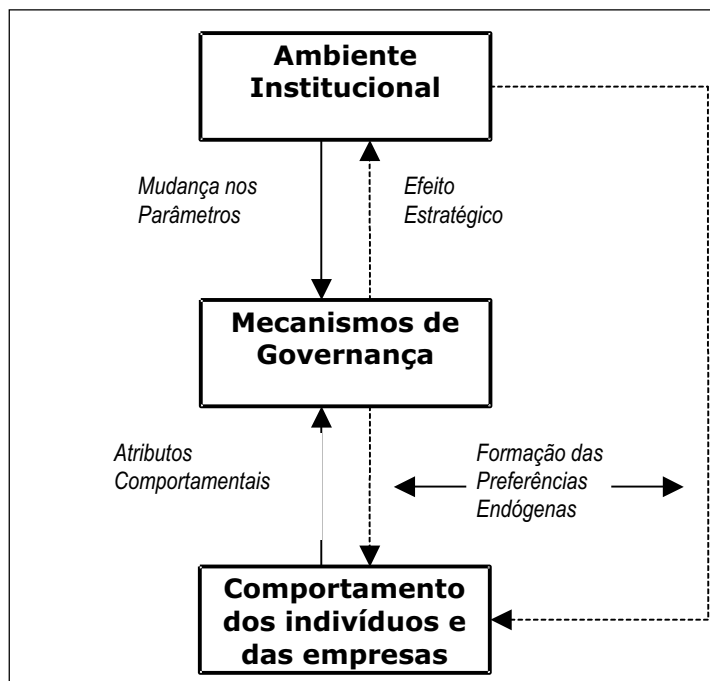 Ambiente
Institucional
Mudança nos
Parâmetros
Efeito
Estratégico
Mecanismos de
Governança
Atributos
Comportamentais
Formação das
Preferências
Endógenas
Comportamento
dos indivíduos e
das empresas